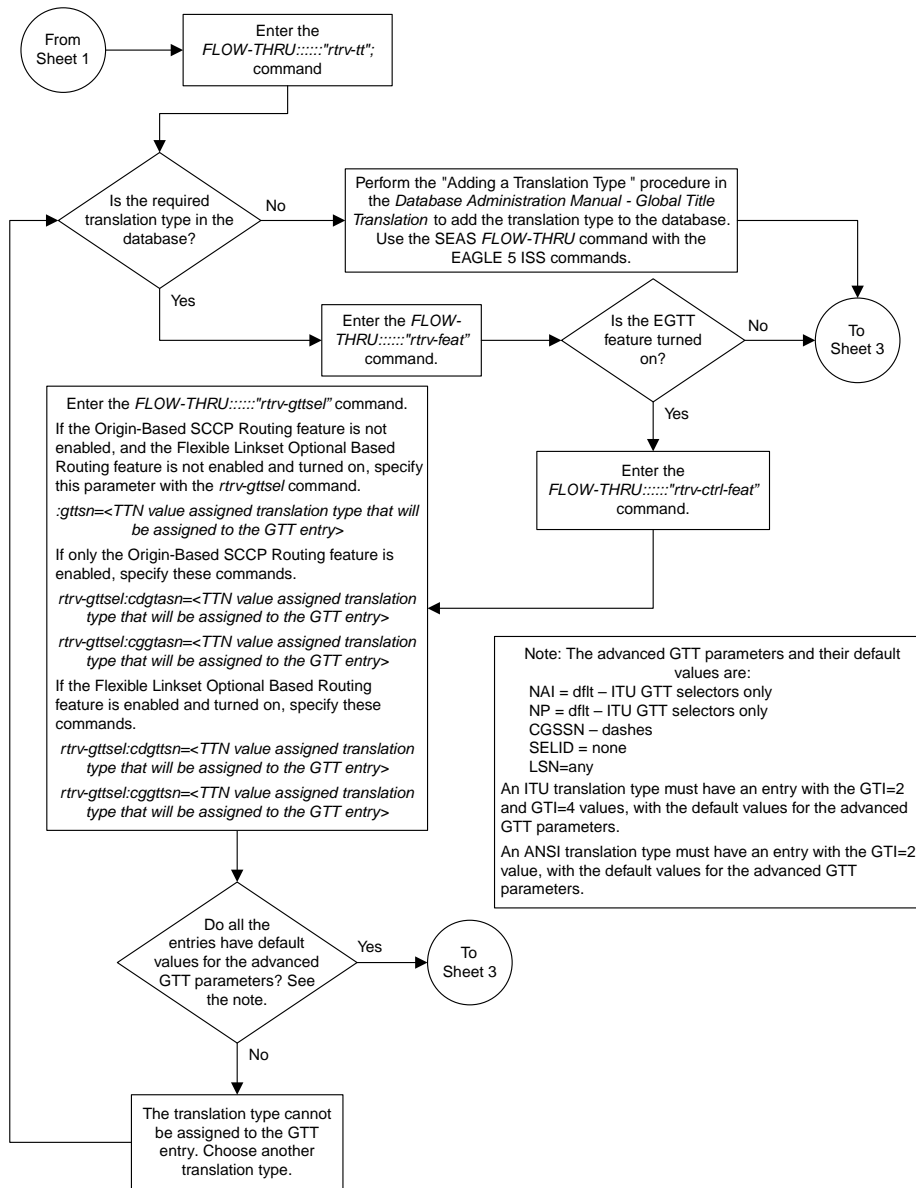 From
Sheet 1
Enter the
FLOW-THRU::::::"rtrv-tt";
command
Is the required
translation type in the
database?
No
Perform the "Adding a Translation Type " procedure in
the Database Administration Manual - Global Title
Translation to add the translation type to the database.
Use the SEAS FLOW-THRU command with the
EAGLE 5 ISS commands.
Yes
Enter the FLOW-
THRU::::::"rtrv-feat”
command.
Is the EGTT
feature turned
on?
No
To
Sheet 3
Yes
Enter the
FLOW-THRU::::::"rtrv-ctrl-feat”
command.
Enter the FLOW-THRU::::::"rtrv-gttsel” command.
If the Origin-Based SCCP Routing feature is not
enabled, and the Flexible Linkset Optional Based
Routing feature is not enabled and turned on, specify
this parameter with the rtrv-gttsel command.
:gttsn=<TTN value assigned translation type that will
be assigned to the GTT entry>
If only the Origin-Based SCCP Routing feature is
enabled, specify these commands.
rtrv-gttsel:cdgtasn=<TTN value assigned translation
type that will be assigned to the GTT entry>
rtrv-gttsel:cggtasn=<TTN value assigned translation
type that will be assigned to the GTT entry>
If the Flexible Linkset Optional Based Routing
feature is enabled and turned on, specify these
commands.
rtrv-gttsel:cdgttsn=<TTN value assigned translation
type that will be assigned to the GTT entry>
rtrv-gttsel:cggttsn=<TTN value assigned translation
type that will be assigned to the GTT entry>
Note: The advanced GTT parameters and their default
values are:
NAI = dflt – ITU GTT selectors only
NP = dflt – ITU GTT selectors only
CGSSN – dashes
SELID = none
LSN=any
An ITU translation type must have an entry with the GTI=2
and GTI=4 values, with the default values for the advanced
GTT parameters.
An ANSI translation type must have an entry with the GTI=2
value, with the default values for the advanced GTT
parameters.
Do all the
entries have default
values for the advanced
GTT parameters? See
the note.
Yes
To
Sheet 3
No
The translation type cannot
be assigned to the GTT
entry. Choose another
translation type.